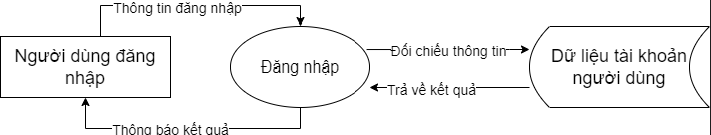 Thông tin đăng nhập
Người dùng đăng
nhập
Đăng nhập
Đối chiếu thông tin
Trả về kết quả
Dữ liệu tài khoản
người dùng
Thông báo kết quả